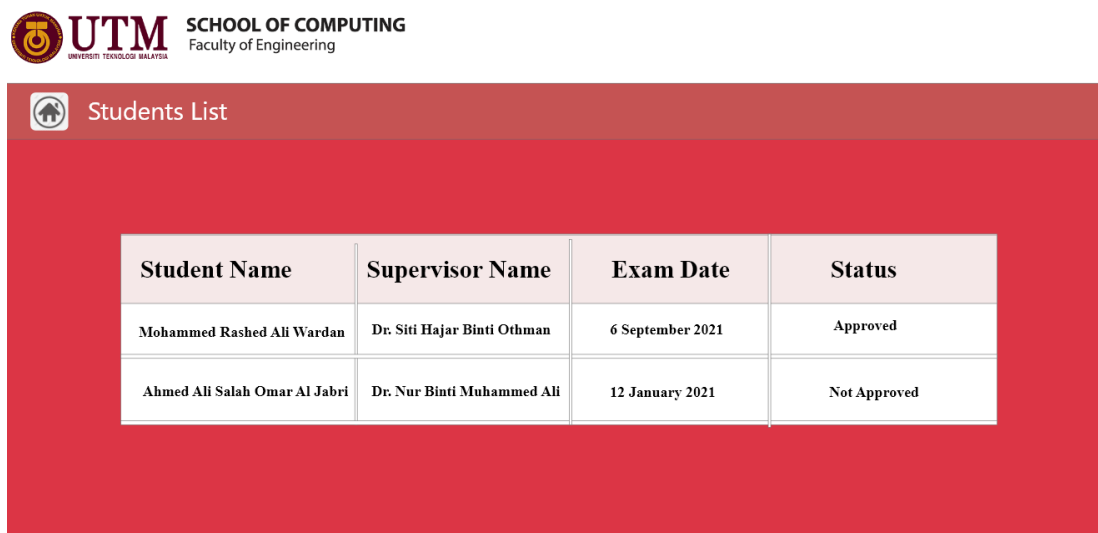 UTM
UNIVERSITI TEKNOLOGI MALAYSIA
SCHOOL OF COMPUTING
Faculty of Engineering
Students List
Student Name Supervisor Name Exam Date Status
Mohammed Rashed Ali Wardan Dr. Siti Hajar Binti Othman 6 September 2021 Approved
Ahmed Ali Salah Omar Al Jabri Dr. Nur Binti Muhammed Ali 12 January 2021 Not Approved